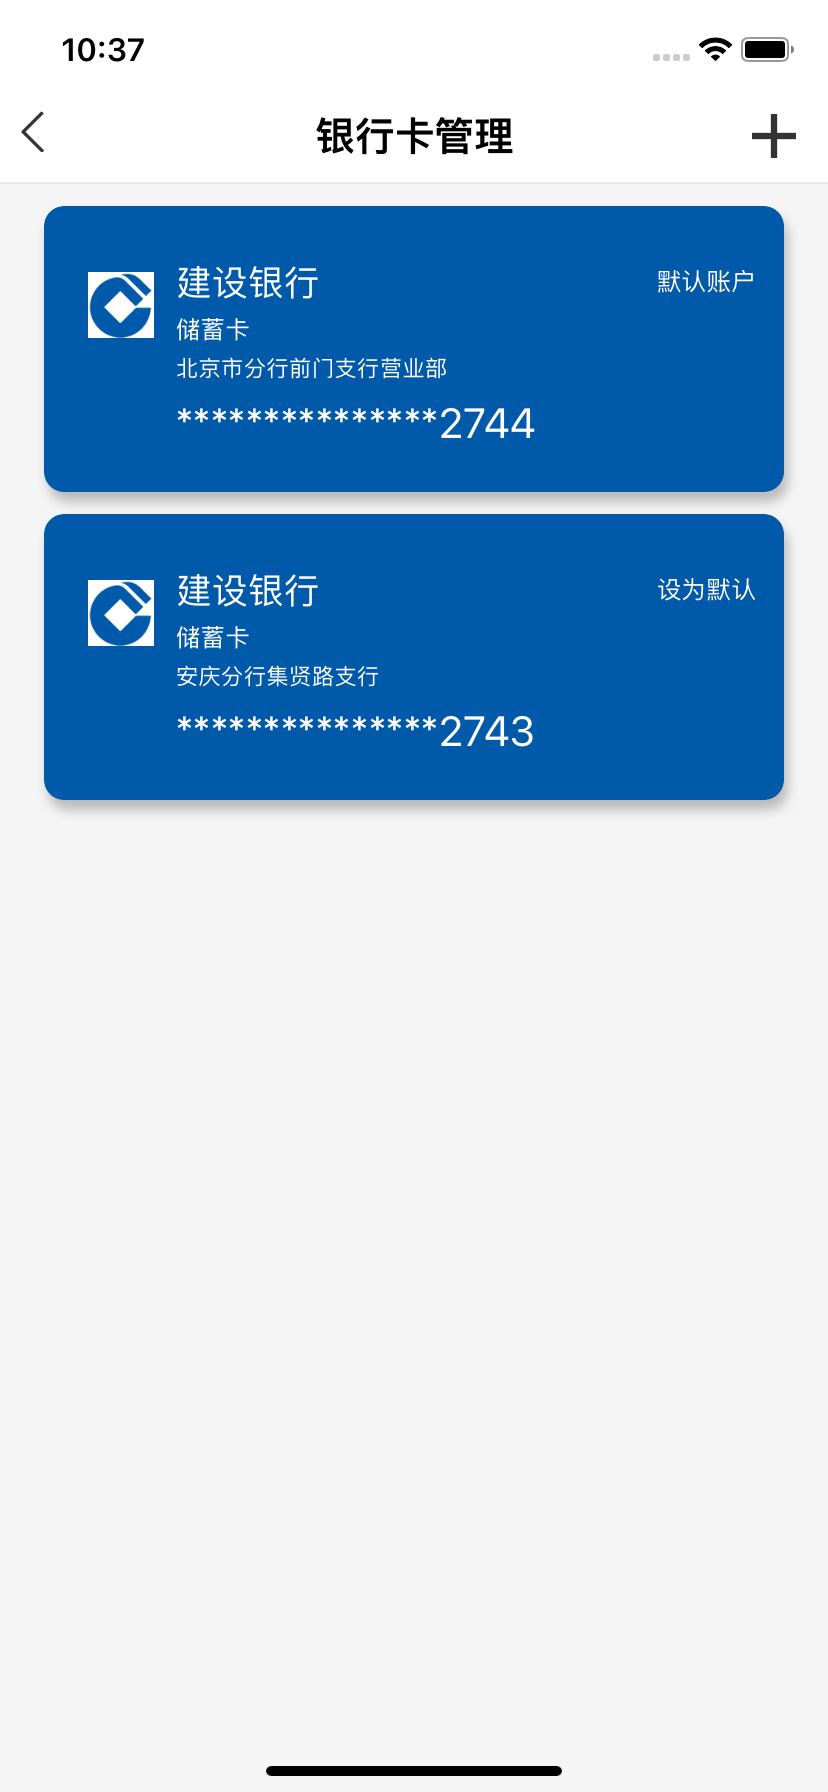 10:37
银行卡管理
建设银行
默认账户
储蓄卡
北京市分行前门支行营业部
***************2744
建设银行
设为默认
储蓄卡
安庆分行集贤路支行
***************2743